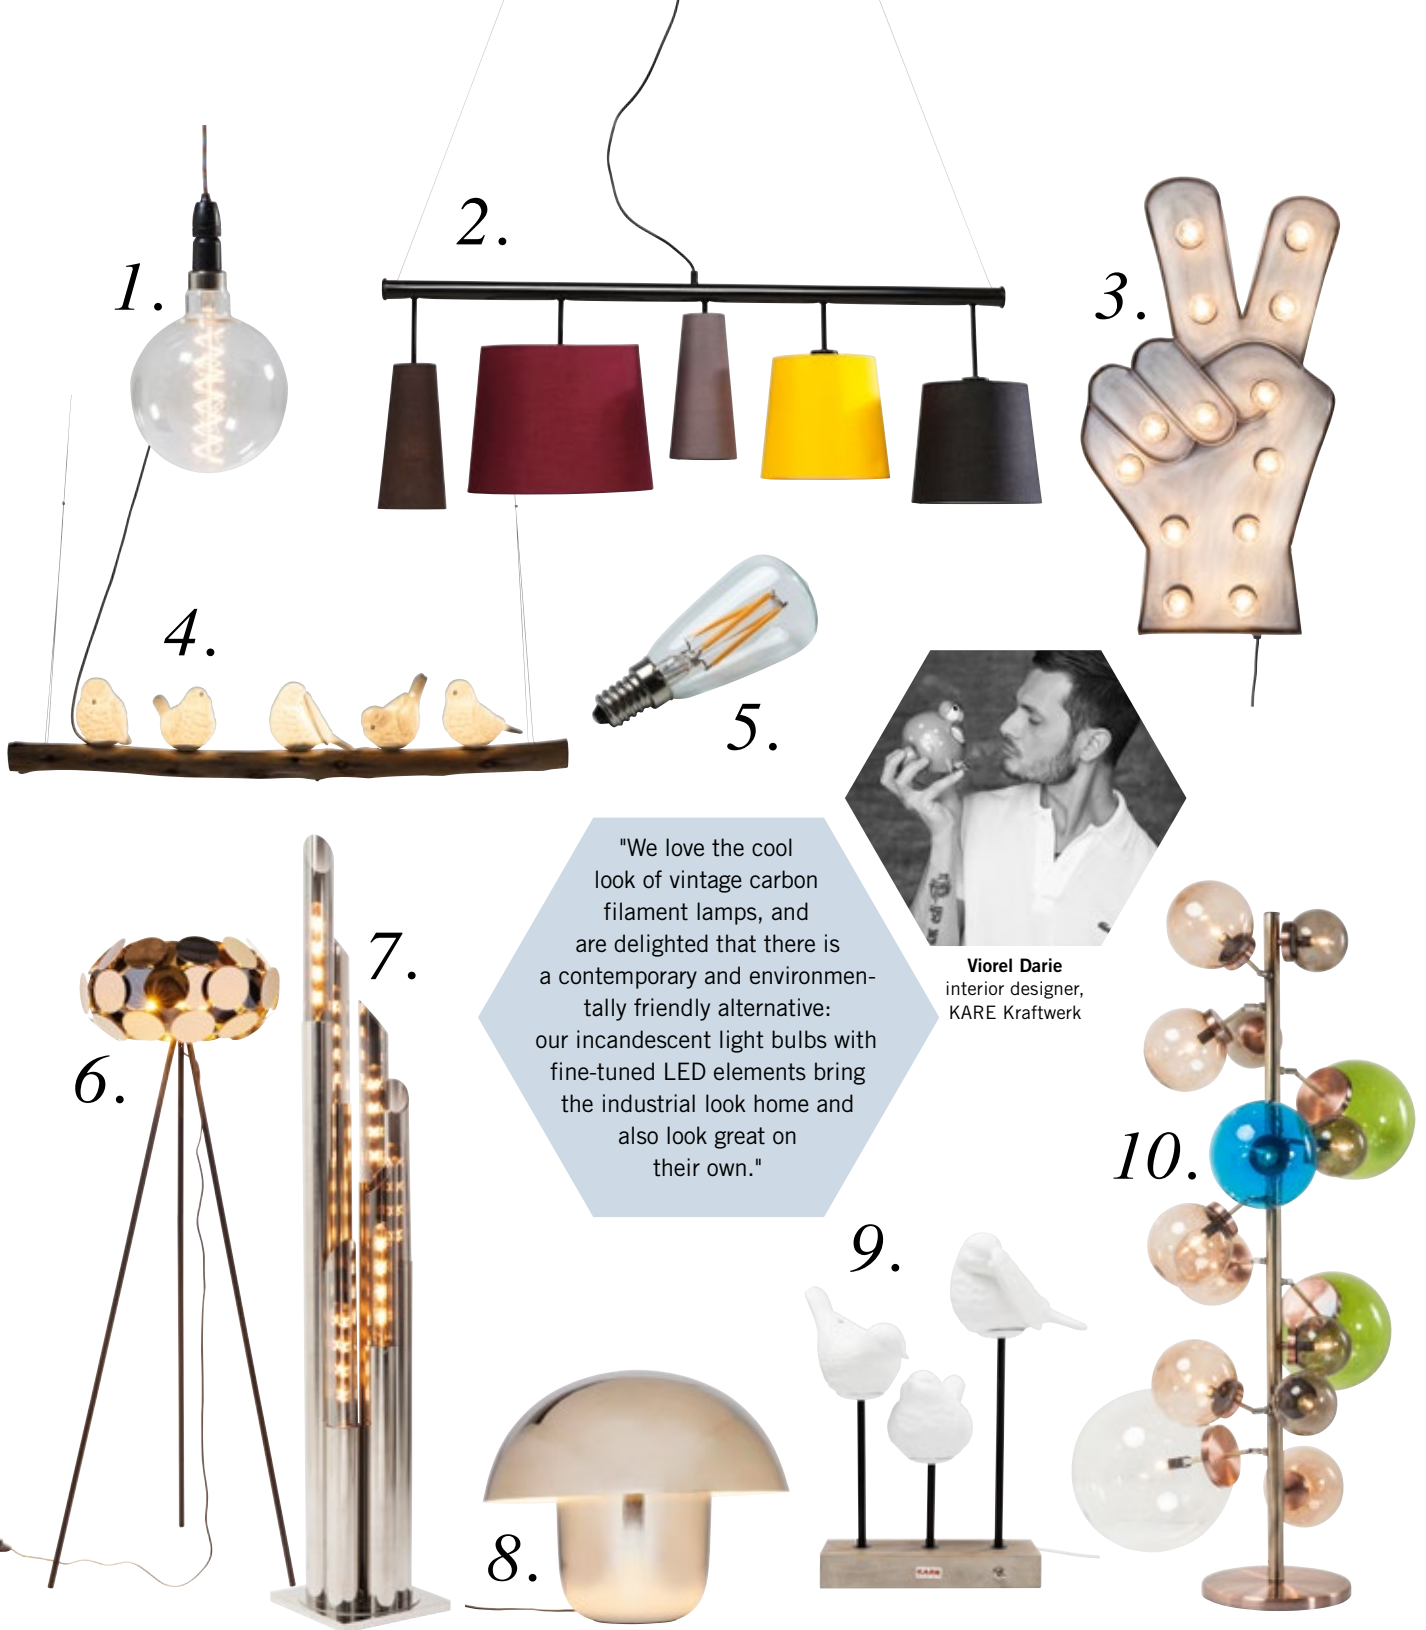 1.
2.
3.
4.
5.
"We love the cool
look of vintage carbon
filament lamps, and
are delighted that there is
a contemporary and environmen-
tally friendly alternative:
our incandescent light bulbs with
fine-tuned LED elements bring
the industrial look home and
also look great on
their own."
Viorel Darie
interior designer,
KARE Kraftwerk
6.
7.
8.
9.
10.
KARE